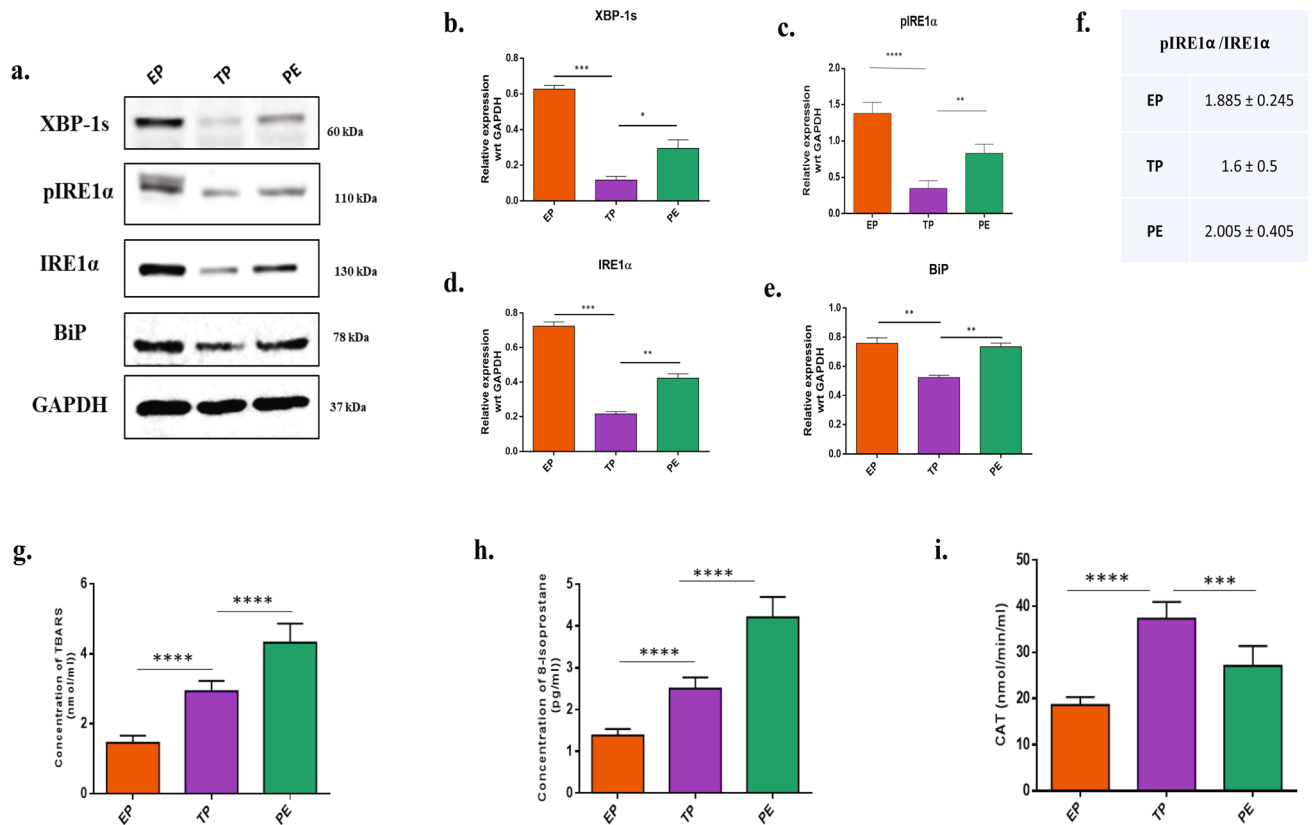 a.
EP TP PE
XBP-1s
60 kDa
pIRE1α
110 kDa
IRE1α
130 kDa
BiP
78 kDa
GAPDH
37 kDa
b.
XBP-1s
Relative expression
wrt GAPDH
0.8
0.6
0.4
0.2
0.0
***
*
EP TP PE
c.
pIRE1α
Relative expression
wrt GAPDH
2.0
1.5
1.0
0.5
0.0
****
**
EP TP PE
f.
pIRE1α /IRE1α
EP 1.885 ± 0.245
TP 1.6 ± 0.5
PE 2.005 ± 0.405
d.
IRE1α
Relative expression
wrt GAPDH
0.8
0.6
0.4
0.2
0.0
***
**
EP TP PE
e.
BiP
Relative expression
wrt GAPDH
1.0
0.8
0.6
0.4
0.2
0.0
**
**
EP TP PE
g.
Concentration of TBARS
(nmol/ml))
6
4
2
0
****
****
EP TP PE
h.
Concentration of 8-Isoprostane
(pg/ml))
5
4
3
2
1
0
****
****
EP TP PE
i.
CAT (nmol/min/ml)
50
40
30
20
10
0
****
***
EP TP PE